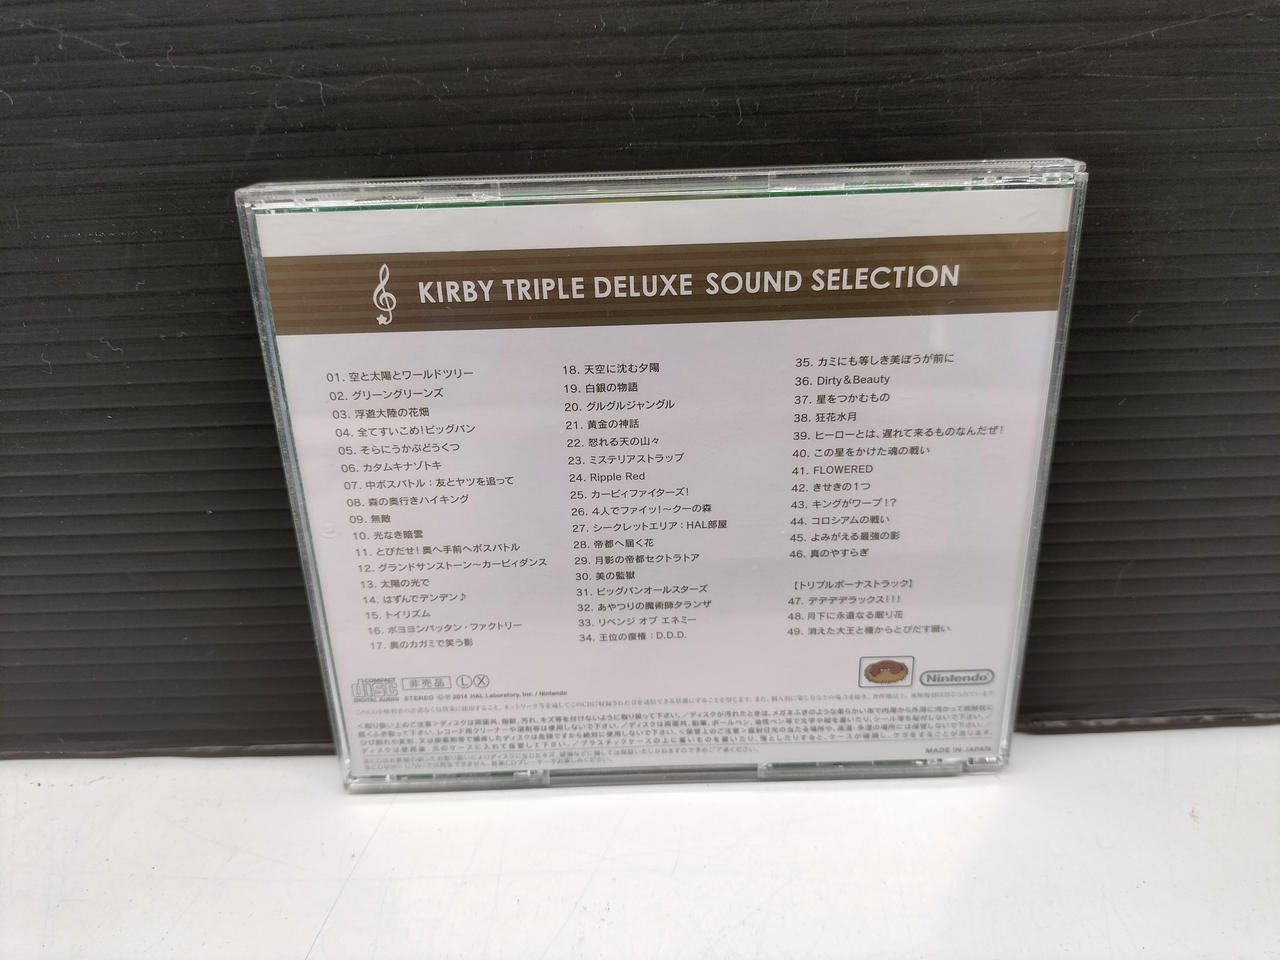 KIRBY TRIPLE DELUXE SOUND SELECTION
01. 空と太陽とワールドツリー
02. グリーングリーンズ
03. 浮遊大陸の花畑
04. 全てすいこめ!ビッグバン
05. そらにうかぶどうくつ
06. カタムキナゾトキ
07. 中ボスバトル：友とヤツを追って
08. 森の奥行きハイキング
09. 無敵
10. 光なき暗雲
11. とびだせ! 奥へ手前へボスバトル
12. グランドサンストーン〜カービィダンス
13. 太陽の光で
14. はずんでデンデン♪
15. トイリズム
16. ボヨヨンバッタン・ファクトリー
17. 奥のカガミで笑う影
18. 天空に沈む夕陽
19. 白銀の物語
20. グルグルジャングル
21. 黄金の神話
22. 怒れる天の山々
23. ミステリアストラップ
24. Ripple Red
25. カービィファイターズ!
26. 4人でファイッ!〜クーの森
27. シークレットエリア：HAL部屋
28. 帝都へ届く花
29. 月影の帝都セクトラトア
30. 美の監獄
31. ビッグバンオールスターズ
32. あやつりの魔術師タランザ
33. リベンジ オブ エネミー
34. 王位の復権：D.D.D.
35. カミにも等しき美ぼうが前に
36. Dirty&Beauty
37. 星をつかむもの
38. 狂花水月
39. ヒーローとは、遅れて来るものなんだぜ!
40. この星をかけた魂の戦い
41. FLOWERED
42. きせきの1つ
43. キングがワープ!?
44. コロシアムの戦い
45. よみがえる最強の影
46. 真のやすらぎ
【トリプルボーナストラック】
47. デデデデラックス!!!
48. 月下に永遠なる眠り花
49. 消えた大王と種からとびだす願い
COMPACT disc DIGITAL AUDIO
非売品
L X
STEREO ©℗ 2014 HAL Laboratory, Inc. / Nintendo
Nintendo
MADE IN JAPAN